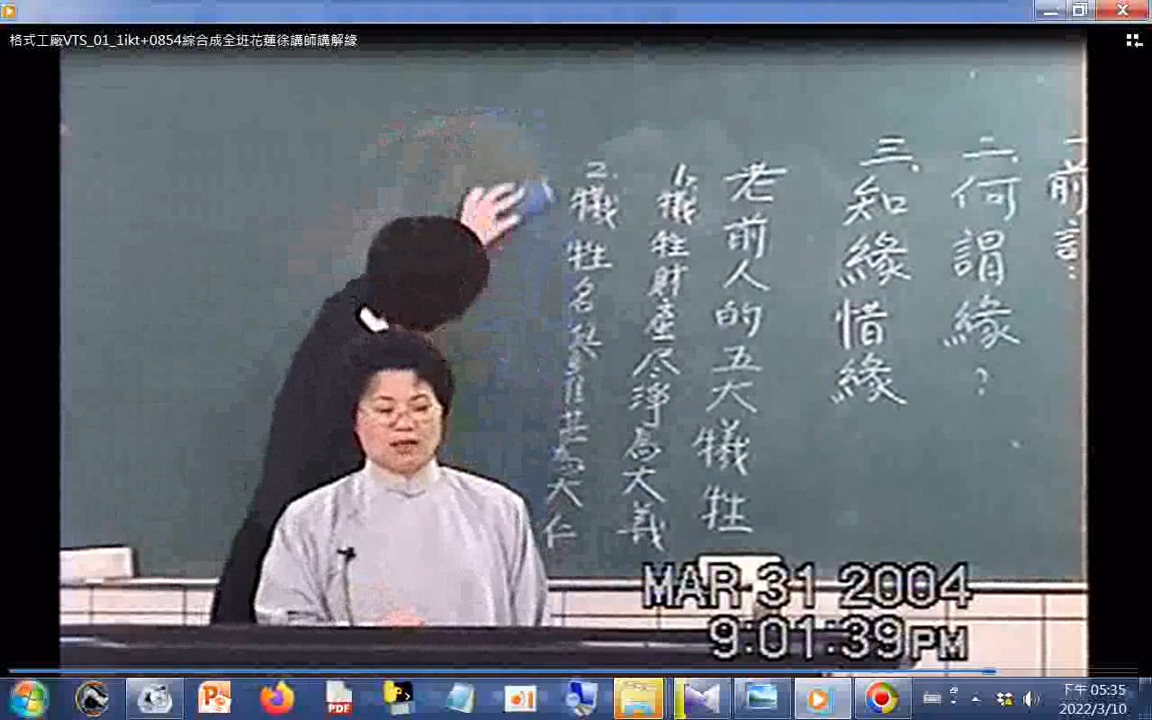 格式工廠VTS_01_1ikt+0854綜合成全班花蓮徐講師講解緣
一前言:
二.何謂緣?
三.知緣惜緣
老前人的五大犧牲
1.犧牲財產尽淨為大義
2.犧牲名
為大仁
MAR 31 2004
9:01:39PM
PDF
下午 05:35
2022/3/10